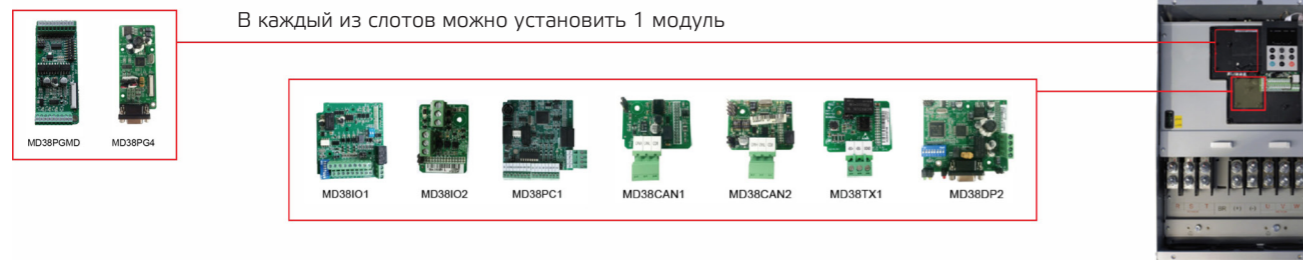 В каждый из слотов можно установить 1 модуль
MD38PGMD MD38PG4
MD38IO1 MD38IO2 MD38PC1 MD38CAN1 MD38CAN2 MD38TX1 MD38DP2